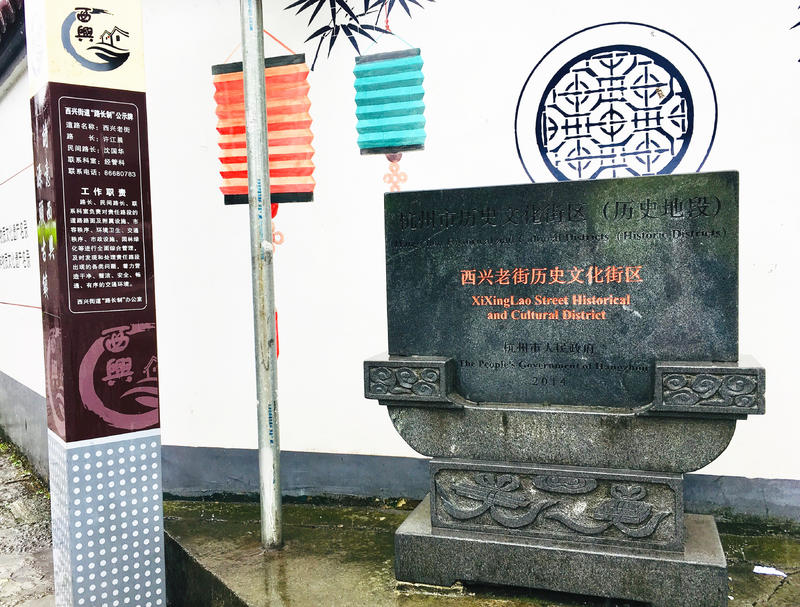 西興
西兴街道“路长制”公示牌
道路名称：西兴老街
路　　长：许江晨
民间路长：沈国华
联系科室：经管科
联系电话：86680783
工作职责
路长、民间路长、联
系科室负责对责任路段的
道路路面及附属设施、市
容秩序、环境卫生、交通
秩序、市政设施、园林绿
化等进行全面综合管理，
及时发现和处理责任路段
出现的各类问题，着力营
造干净、整洁、安全、畅
通、有序的交通环境。
西兴街道“路长制”办公室
西興
杭州市历史文化街区（历史地段）
Historical and Cultural Districts (Historic Districts)
西兴老街历史文化街区
XiXingLao Street Historical
and Cultural District
杭州市人民政府
The People's Government of Hangzhou
2014